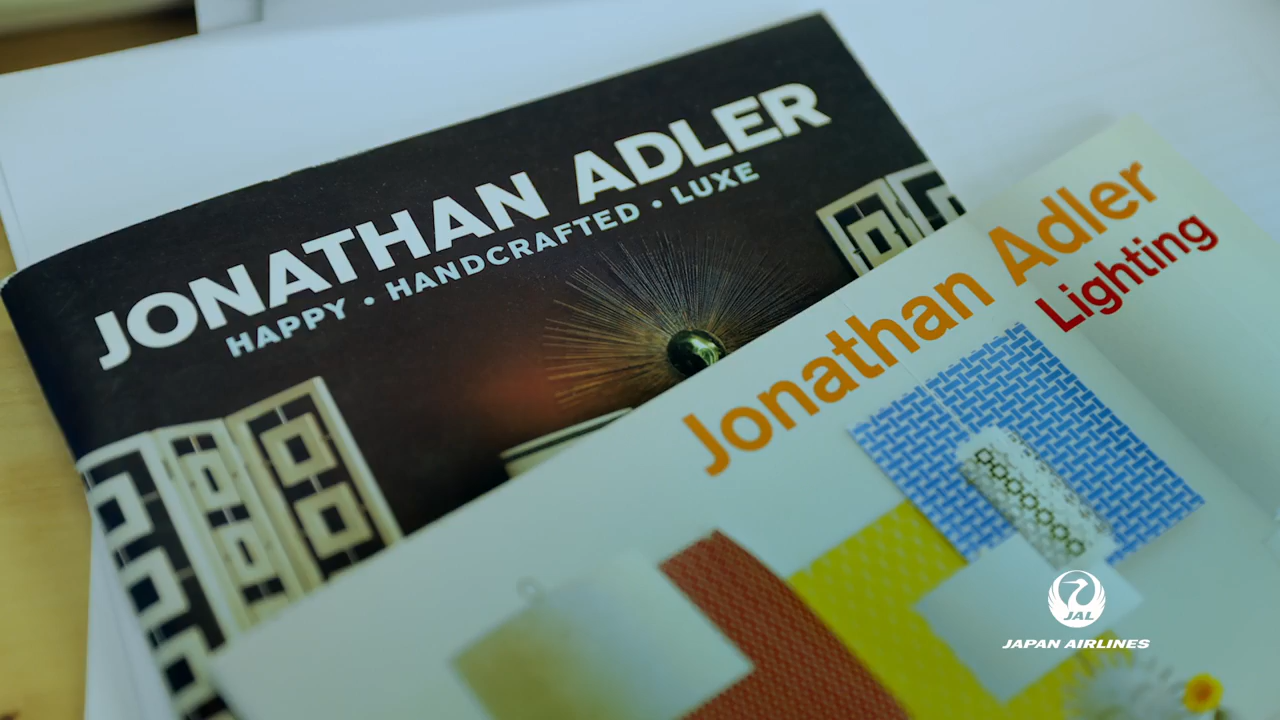 JONATHAN ADLER
HAPPY • HANDCRAFTED • LUXE
Jonathan Adler
Lighting
JAL
JAPAN AIRLINES